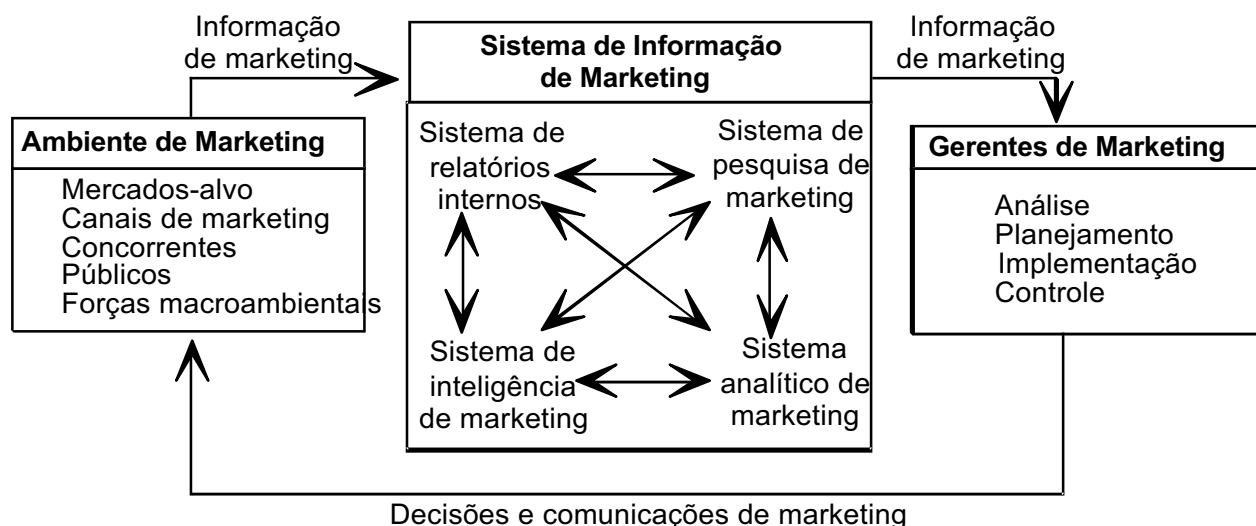 Informação
de marketing
Sistema de Informação
de Marketing
Informação
de marketing
Ambiente de Marketing
Mercados-alvo
Canais de marketing
Concorrentes
Públicos
Forças macroambientais
Sistema de
relatórios
internos
Sistema de
pesquisa de
marketing
Sistema de
inteligência
de marketing
Sistema
analítico de
marketing
Gerentes de Marketing
Análise
Planejamento
Implementação
Controle
Decisões e comunicações de marketing